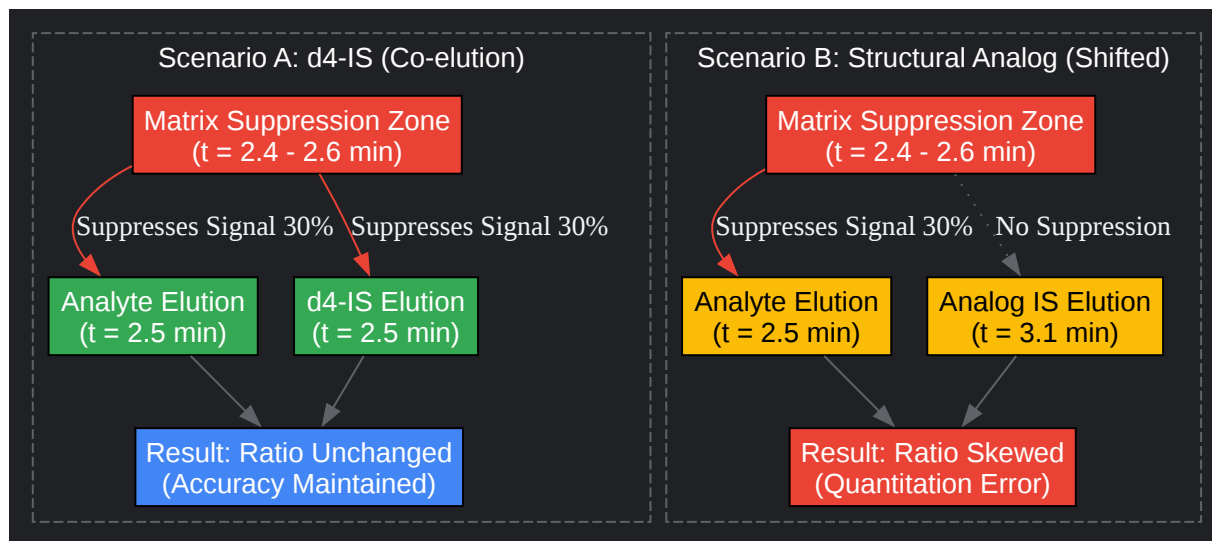 Scenario A: d4-IS (Co-elution)
Matrix Suppression Zone
(t = 2.4 - 2.6 min)
Suppresses Signal 30%
Suppresses Signal 30%
Analyte Elution
(t = 2.5 min)
d4-IS Elution
(t = 2.5 min)
Result: Ratio Unchanged
(Accuracy Maintained)
Scenario B: Structural Analog (Shifted)
Matrix Suppression Zone
(t = 2.4 - 2.6 min)
Suppresses Signal 30%
No Suppression
Analyte Elution
(t = 2.5 min)
Analog IS Elution
(t = 3.1 min)
Result: Ratio Skewed
(Quantitation Error)